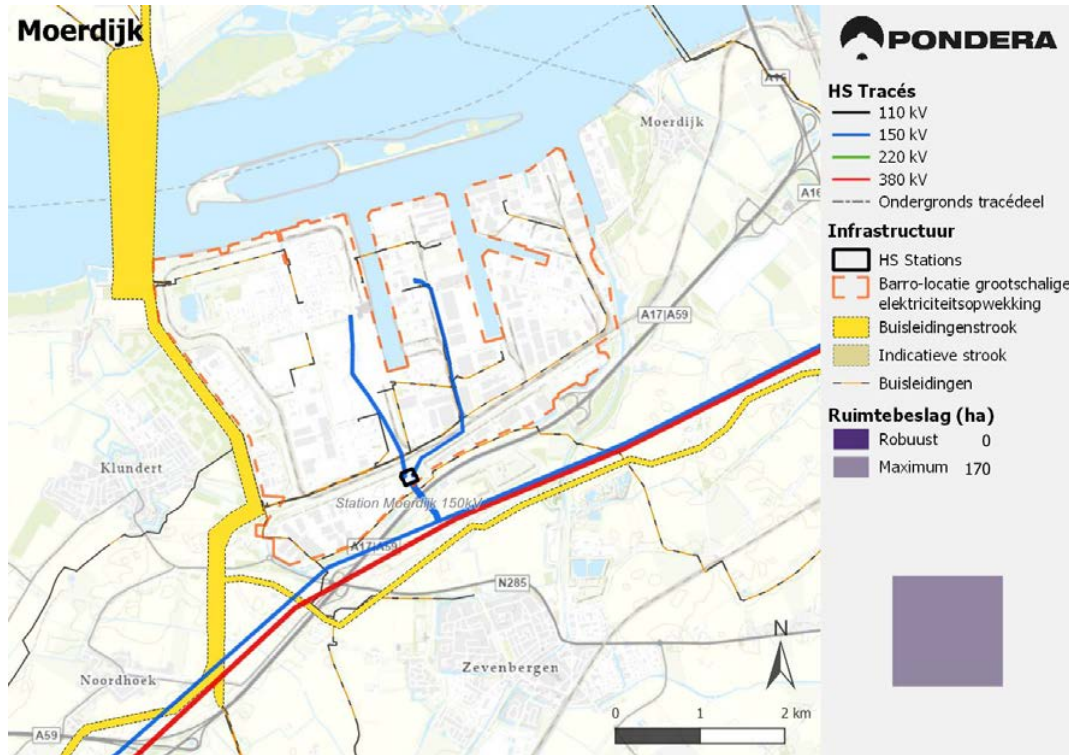 Moerdijk
PONDERA
HS Tracés
110 kV
150 kV
220 kV
380 kV
Ondergronds tracédeel
Infrastructuur
HS Stations
Barro-locatie grootschalige
elektriciteitsopwekking
Buisleidingenstrook
Indicatieve strook
Buisleidingen
Ruimtebeslag (ha)
Robuust 0
Maximum 170
A16
Moerdijk
A16
A17|A59
Klundert
Station Moerdijk 150kV
A17|A59
N285
Zevenbergen
Noordhoek
A59
N
0 1 2 km